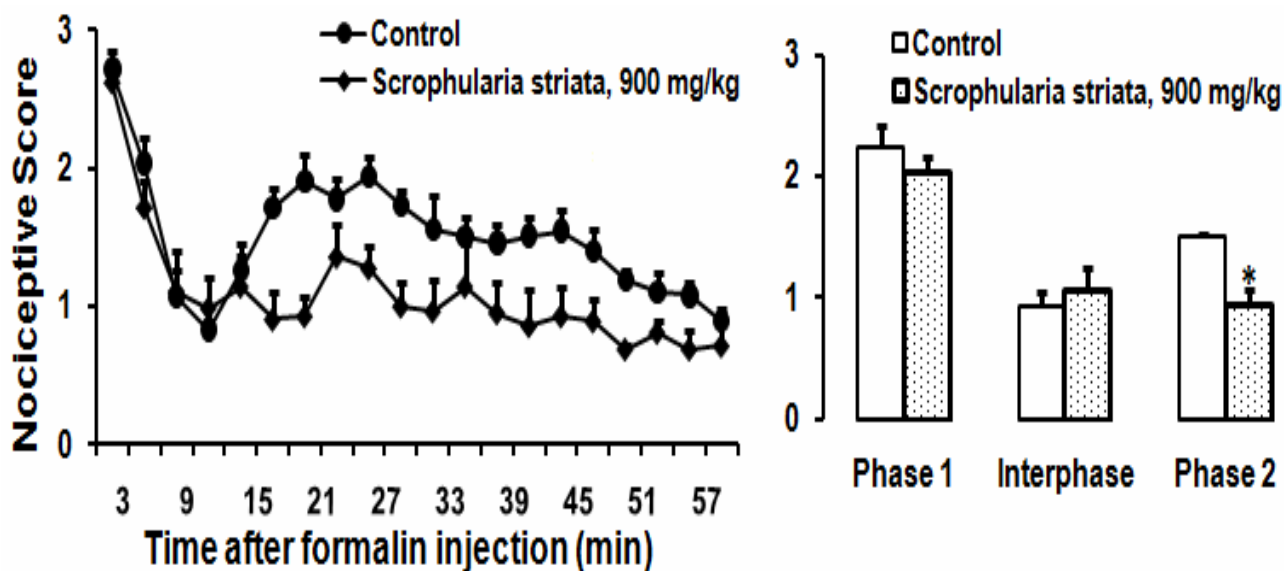 Nociceptive Score
3
2
1
0
Control
Scrophularia striata, 900 mg/kg
3 9 15 21 27 33 39 45 51 57
Time after formalin injection (min)
3
2
1
0
Control
Scrophularia striata, 900 mg/kg
*
Phase 1 Interphase Phase 2